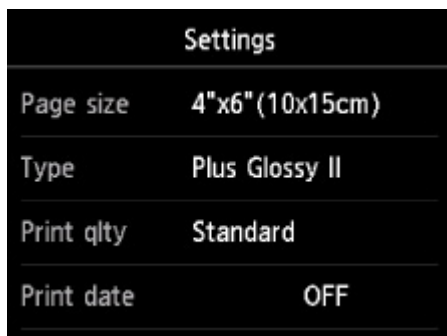 Settings
Page size 4"x6"(10x15cm)
Type Plus Glossy II
Print qlty Standard
Print date OFF